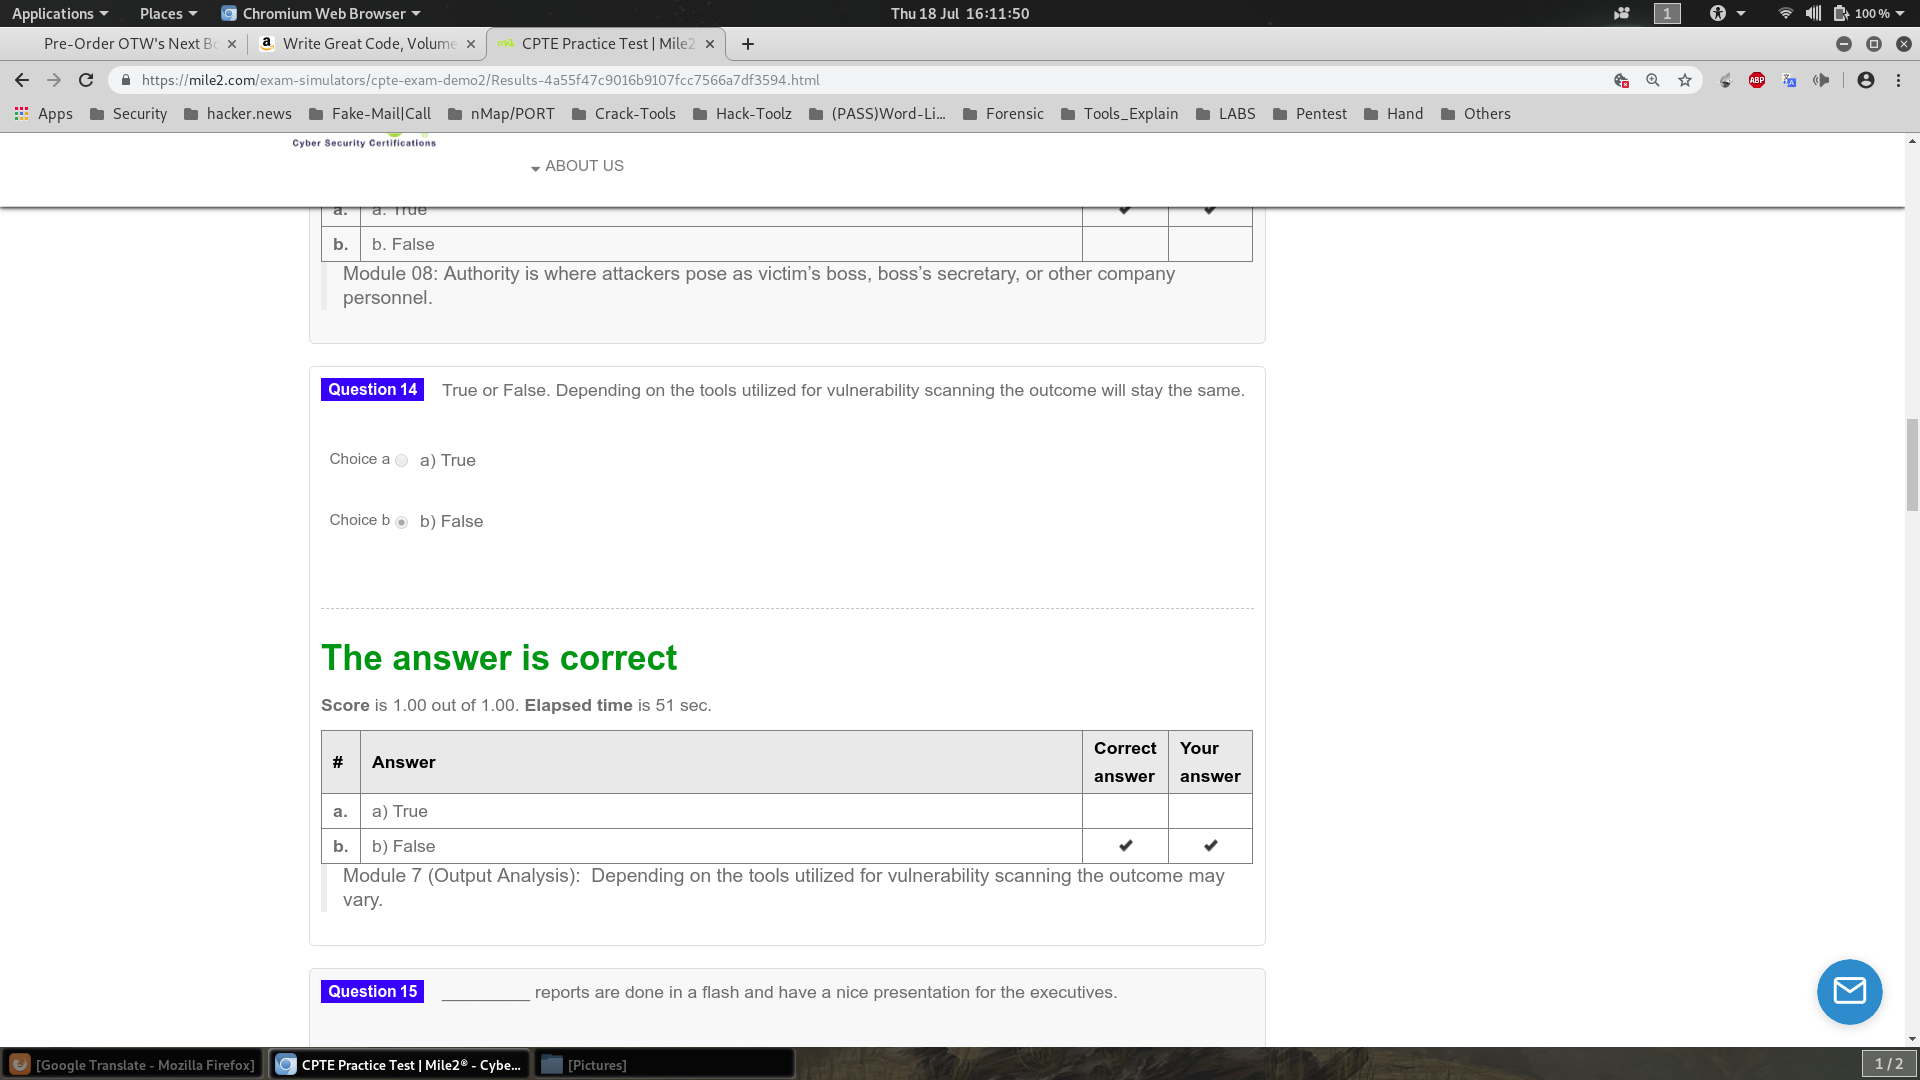 Applications Places Chromium Web Browser Thu 18 Jul 16:11:50 1 100 %
Pre-Order OTW's Next Bo Write Great Code, Volume CPTE Practice Test | Mile2
https://mile2.com/exam-simulators/cpte-exam-demo2/Results-4a55f47c9016b9107fcc7566a7df3594.html ABP
Apps Security hacker.news Fake-Mail|Call nMap/PORT Crack-Tools Hack-Toolz (PASS)Word-Li... Forensic Tools_Explain LABS Pentest Hand Others
Cyber Security Certifications
ABOUT US
a. a. True
b. b. False
Module 08: Authority is where attackers pose as victim’s boss, boss’s secretary, or other company
personnel.
Question 14 True or False. Depending on the tools utilized for vulnerability scanning the outcome will stay the same.
Choice a a) True
Choice b b) False
The answer is correct
Score is 1.00 out of 1.00. Elapsed time is 51 sec.
# Answer Correct answer Your answer
a. a) True
b. b) False
Module 7 (Output Analysis): Depending on the tools utilized for vulnerability scanning the outcome may
vary.
Question 15 __________ reports are done in a flash and have a nice presentation for the executives.
[Google Translate - Mozilla Firefox] CPTE Practice Test | Mile2® - Cybe... [Pictures] 1 / 2